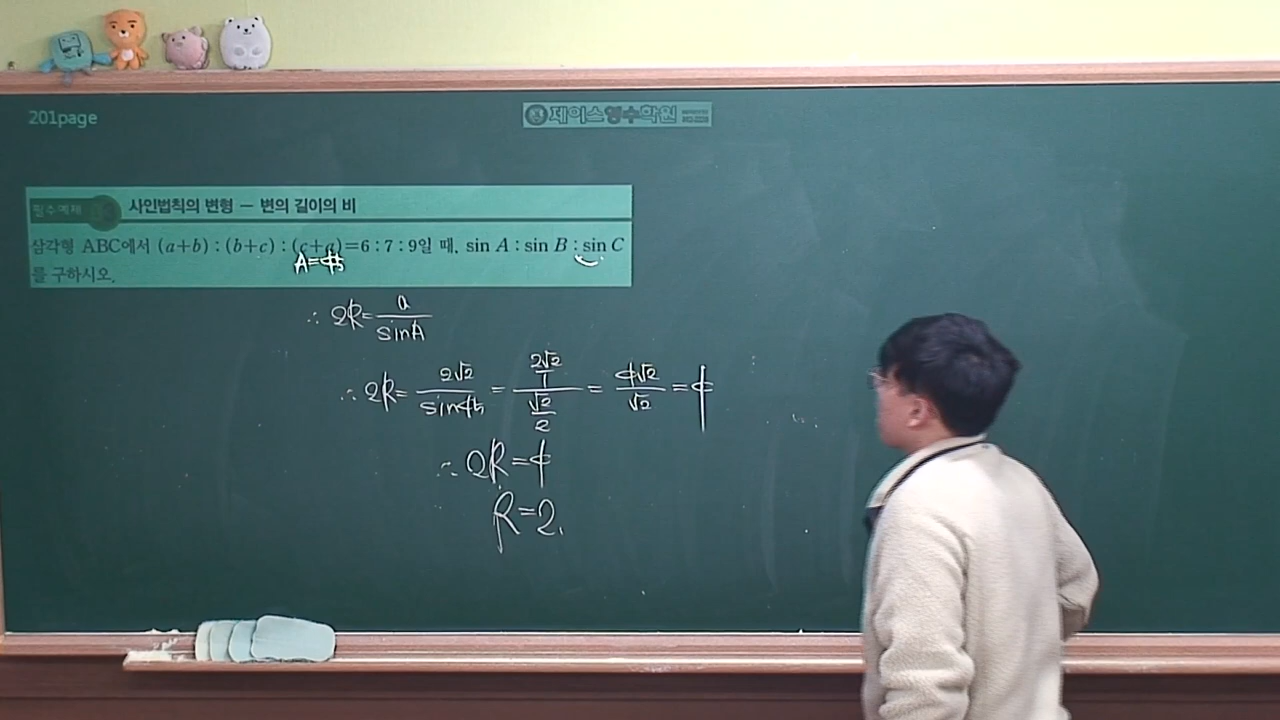 201page
제이스영수학원
필수예제
사인법칙의 변형 — 변의 길이의 비
삼각형 ABC에서 (a+b) : (b+c) : (c+a)=6 : 7 : 9일 때, sin A : sin B : sin C
를 구하시오.
A=45
∴ 2R= a/sinA
∴ 2R= 2√2/sin45 = (2√2/1)/(√2/2) = 4√2/√2 = 4
∴ 2R=4
R=2.